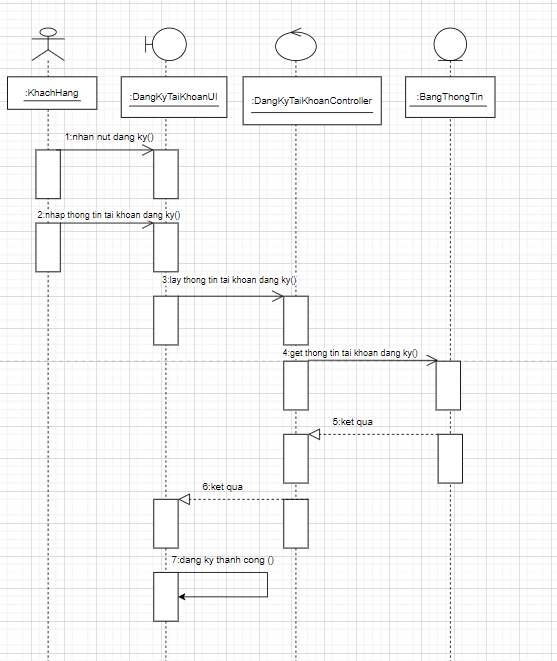 :KhachHang
:DangKyTaiKhoanUI
:DangKyTaiKhoanController
:BangThongTin
1:nhan nut dang ky()
2:nhap thong tin tai khoan dang ky()
3:lay thong tin tai khoan dang ky()
4:get thong tin tai khoan dang ky()
5:ket qua
6:ket qua
7:dang ky thanh cong ()